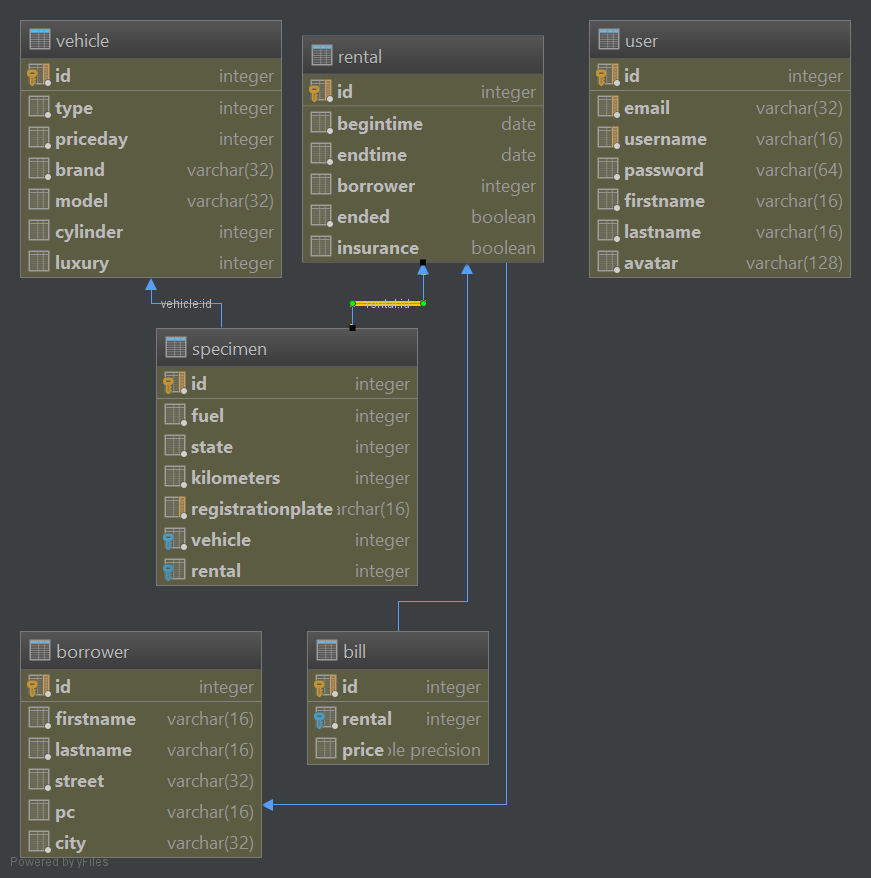 vehicle
id integer
type integer
priceday integer
brand varchar(32)
model varchar(32)
cylinder integer
luxury integer
rental
id integer
begintime date
endtime date
borrower integer
ended boolean
insurance boolean
user
id integer
email varchar(32)
username varchar(16)
password varchar(64)
firstname varchar(16)
lastname varchar(16)
avatar varchar(128)
vehicle:id
rental:id
specimen
id integer
fuel integer
state integer
kilometers integer
registrationplate archar(16)
vehicle integer
rental integer
borrower
id integer
firstname varchar(16)
lastname varchar(16)
street varchar(32)
pc varchar(16)
city varchar(32)
bill
id integer
rental integer
price le precision
Powered by yFiles